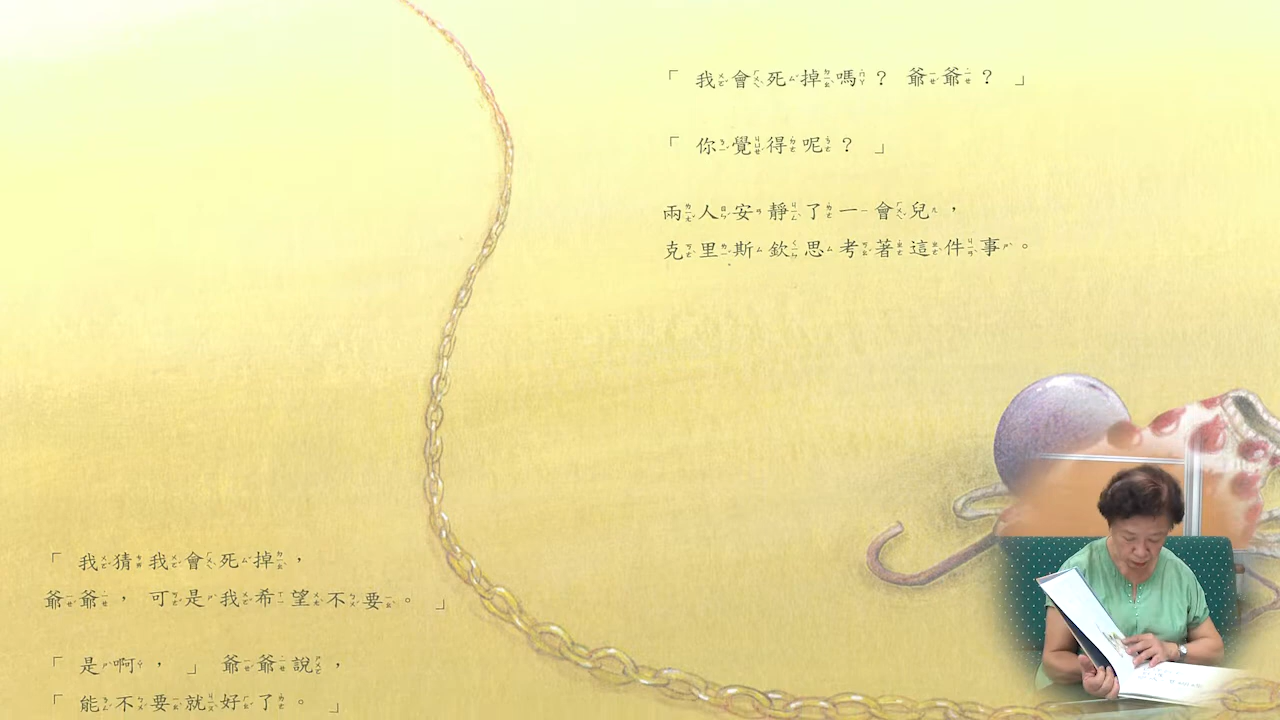 「我會死掉嗎？爺爺？」
「你覺得呢？」
兩人安靜了一會兒，
克里斯欽思考著這件事。
「我猜我會死掉，
爺爺，可是我希望不要。」
「是啊，」爺爺說，
「能不要就好了。」